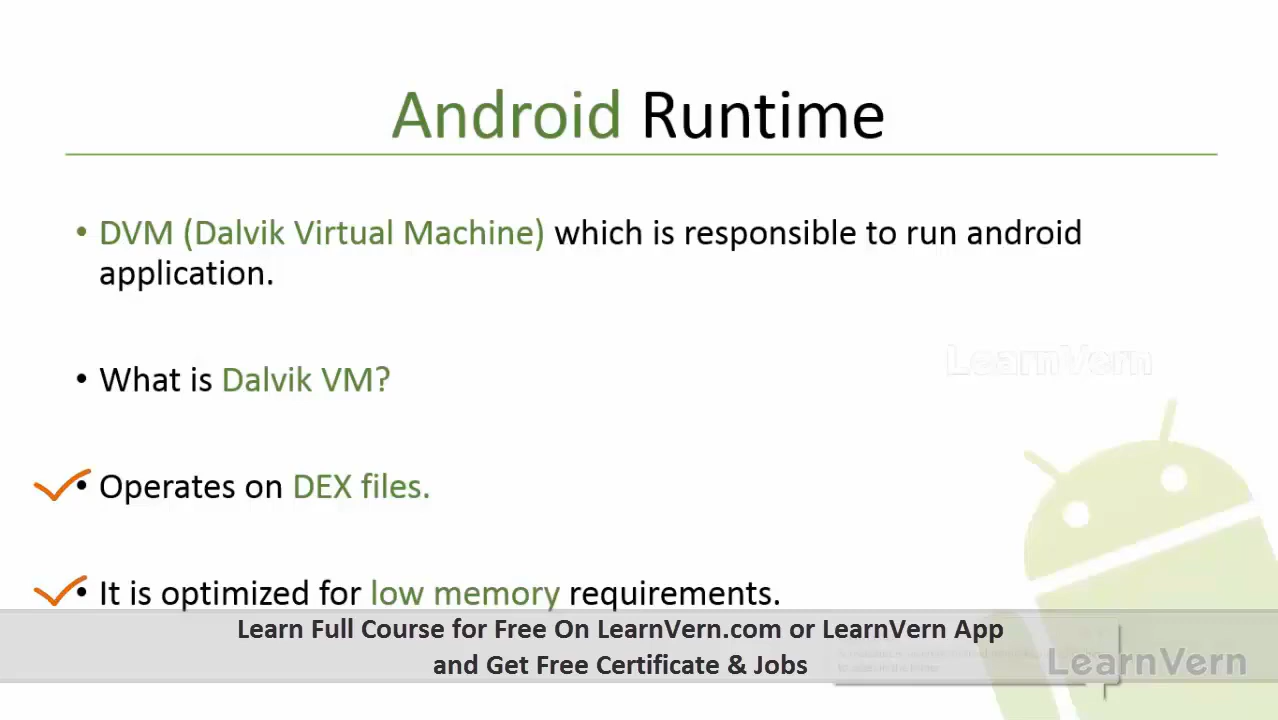 Android Runtime
• DVM (Dalvik Virtual Machine) which is responsible to run android
application.
LearnVern
• What is Dalvik VM?
• Operates on DEX files.
• It is optimized for low memory requirements.
Learn Full Course for Free On LearnVern.com or LearnVern App
and Get Free Certificate & Jobs
LearnVern